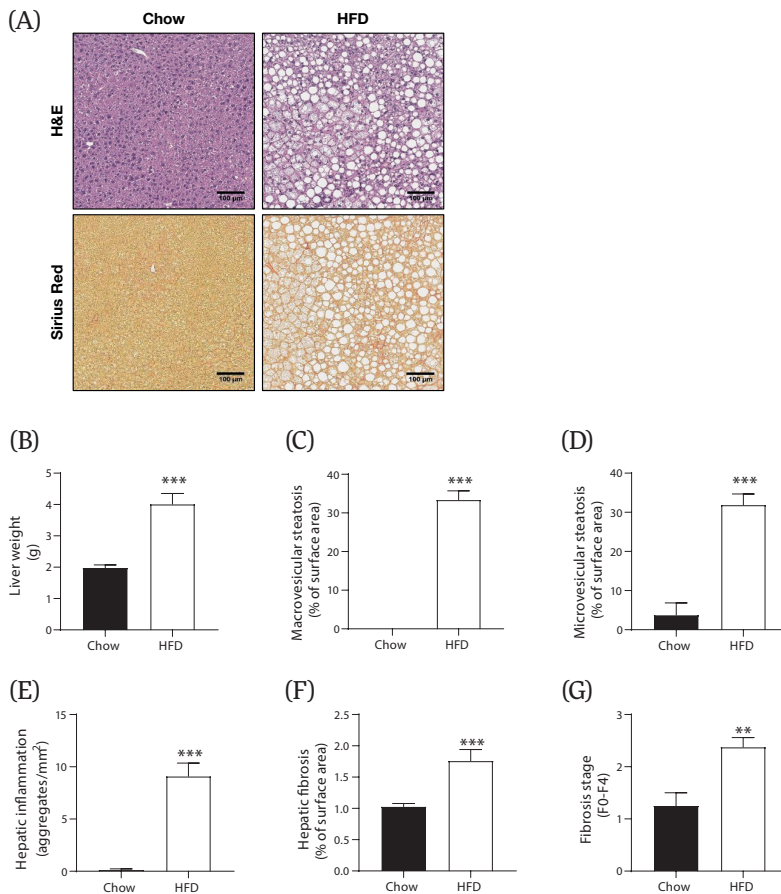 (A)
Chow
HFD
H&E
100 µm
100 µm
Sirius Red
100 µm
100 µm
(B)
Liver weight
(g)
5
4
3
2
1
0
***
Chow
HFD
(C)
Macrovesicular steatosis
(% of surface area)
40
30
20
10
0
***
Chow
HFD
(D)
Microvesicular steatosis
(% of surface area)
40
30
20
10
0
***
Chow
HFD
(E)
Hepatic inflammation
(aggregates/mm²)
15
10
5
0
***
Chow
HFD
(F)
Hepatic fibrosis
(% of surface area)
2.5
2.0
1.5
1.0
0.5
0.0
***
Chow
HFD
(G)
Fibrosis stage
(F0-F4)
3
2
1
0
**
Chow
HFD